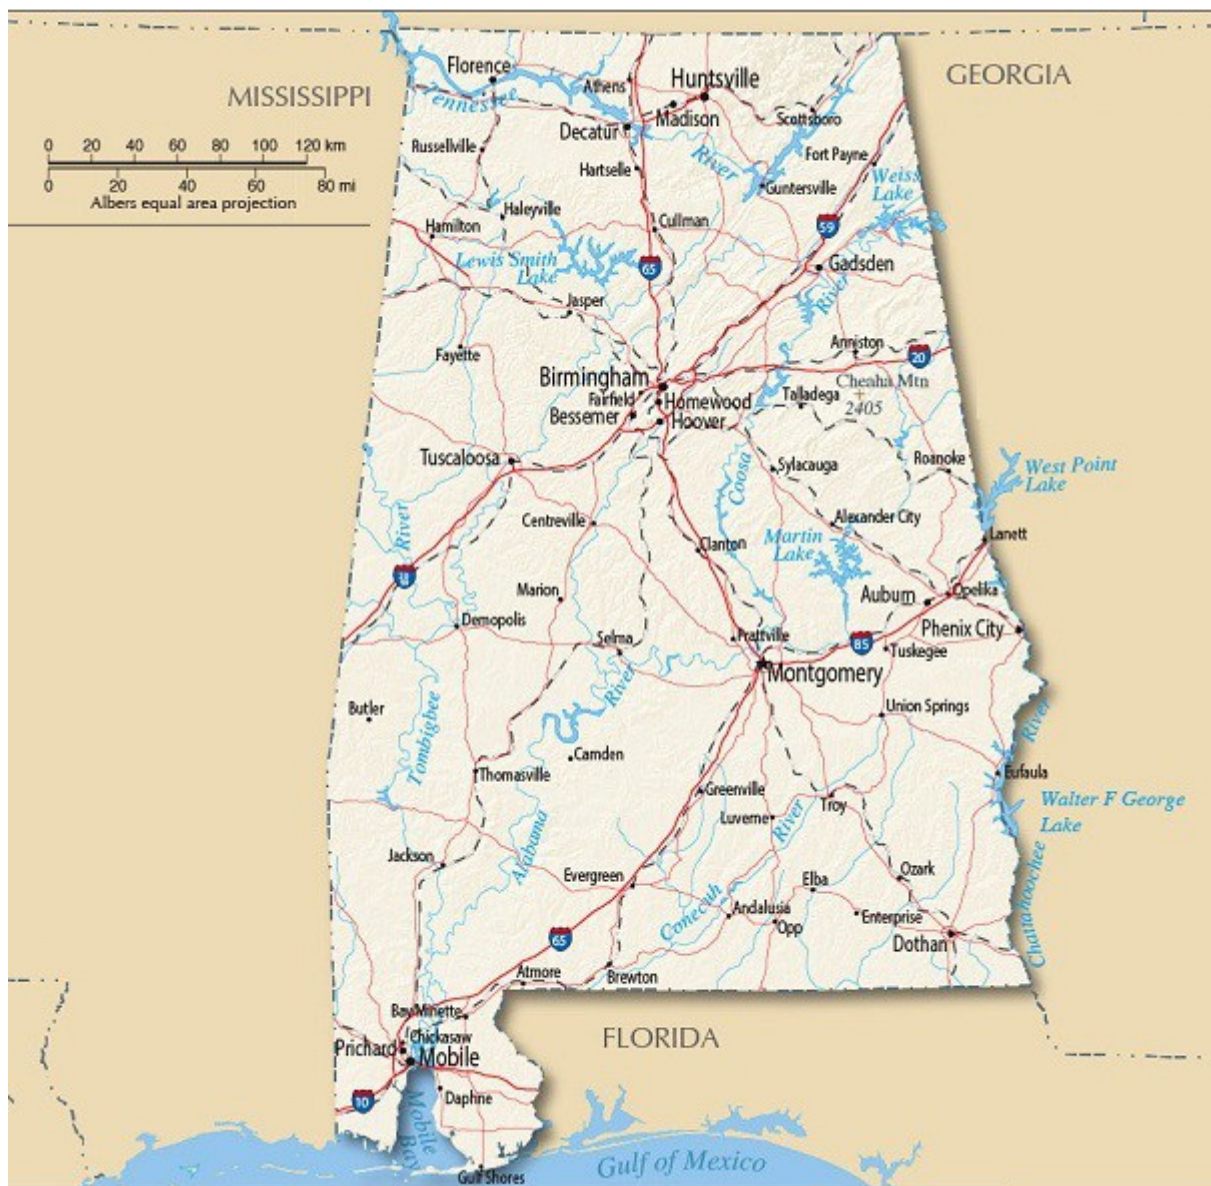 MISSISSIPPI
GEORGIA
0 20 40 60 80 100 120 km
0 20 40 60 80 mi
Albers equal area projection
Florence
Tennessee
Athens
Huntsville
Madison
Decatur
Scottsboro
Russellville
Hartselle
River
Fort Payne
Guntersville
Weiss
Lake
Haleyville
Hamilton
Cullman
59
Lewis Smith
Lake
65
Gadsden
River
Jasper
Fayette
Anniston
20
Birmingham
Cheaha Mtn
2405
Fairfield
Homewood
Talladega
Bessemer
Hoover
Tuscaloosa
Coosa
Sylacauga
Roanoke
West Point
Lake
River
Centreville
Alexander City
Martin
Lake
Clanton
Lanett
Marion
Auburn
Opelika
Demopolis
Selma
Prattville
85
Phenix City
Tuskegee
Montgomery
River
Butler
Tombigbee
Union Springs
River
Camden
Thomasville
Eufaula
Greenville
Troy
Walter F George
Lake
Luverne
River
Jackson
Alabama
Evergreen
Elba
Ozark
Conecuh
Andalusia
Opp
Enterprise
Dothan
Chattahoochee
65
Atmore
Brewton
Bay Minette
Chickasaw
Prichard
Mobile
FLORIDA
10
Daphne
Mobile
Bay
Gulf Shores
Gulf of Mexico